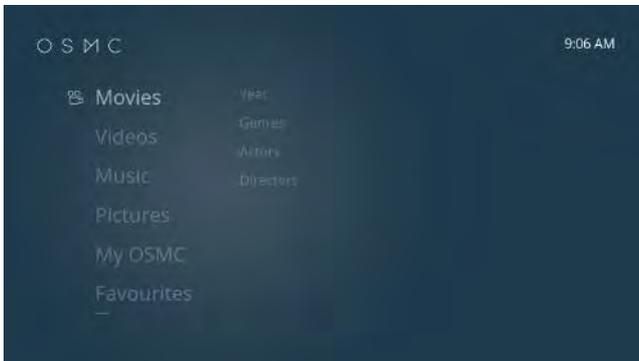 OSMC
9:06 AM
Movies
Videos
Music
Pictures
My OSMC
Favourites
Year
Genres
Actors
Directors